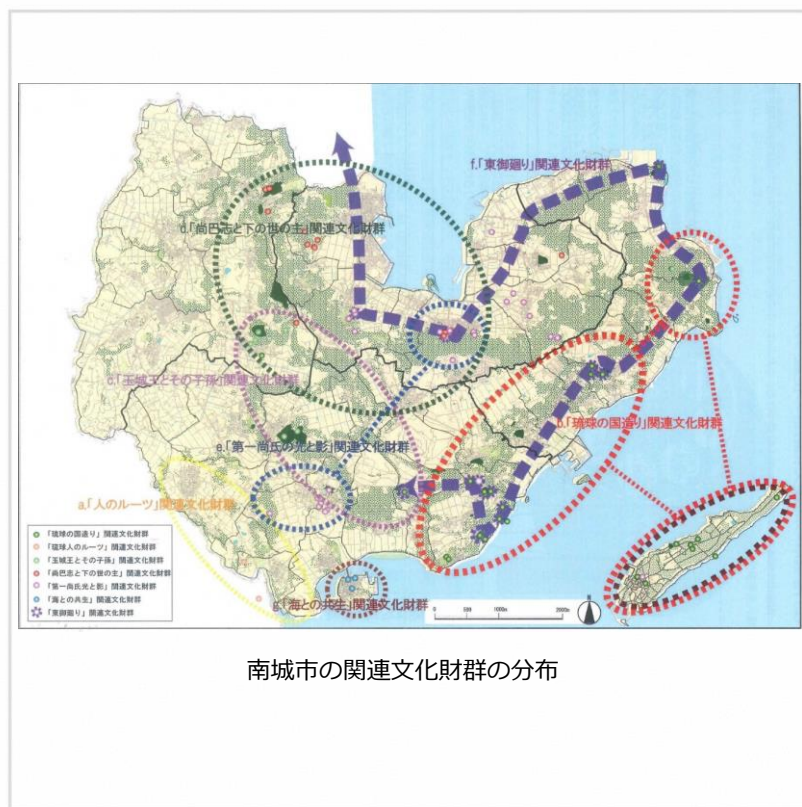 f.「東御廻り」関連文化財群
d.「尚巴志と下の世の主」関連文化財群
c.「玉城王とその子孫」関連文化財群
b.「琉球の国造り」関連文化財群
e.「第一尚氏の光と影」関連文化財群
a.「人のルーツ」関連文化財群
「琉球の国造り」関連文化財群
「琉球人のルーツ」関連文化財群
「玉城王とその子孫」関連文化財群
「尚巴志と下の世の主」関連文化財群
「第一尚氏光と影」関連文化財群
「海との共生」関連文化財群
「東御廻り」関連文化財群
g.「海との共生」関連文化財群
0 500 1000m 2000m
南城市の関連文化財群の分布